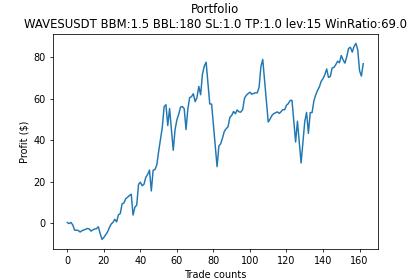 Portfolio
WAVESUSDT BBM:1.5 BBL:180 SL:1.0 TP:1.0 lev:15 WinRatio:69.0
80
60
40
20
0
Profit ($)
0 20 40 60 80 100 120 140 160
Trade counts